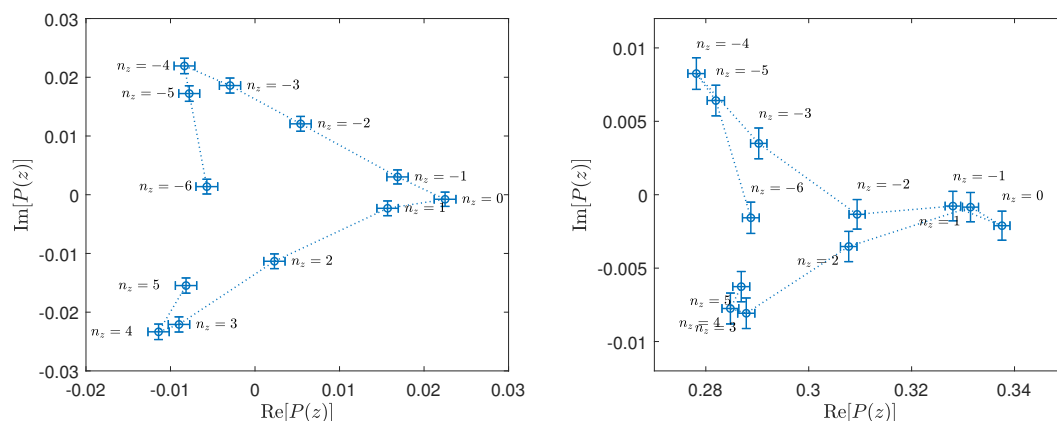 0.03
0.02
0.01
0
-0.01
-0.02
-0.03
Im[P(z)]
n_z = −4
n_z = −5
n_z = −3
n_z = −2
n_z = −1
n_z = 0
n_z = 1
n_z = −6
n_z = 2
n_z = 5
n_z = 3
n_z = 4
-0.02 -0.01 0 0.01 0.02 0.03
Re[P(z)]
0.01
0.005
0
-0.005
-0.01
Im[P(z)]
n_z = −4
n_z = −5
n_z = −3
n_z = −6
n_z = −2
n_z = −1
n_z = 0
n_z = 1
n_z = 2
n_z = 5
n_z = 4
n_z = 3
0.28 0.3 0.32 0.34
Re[P(z)]